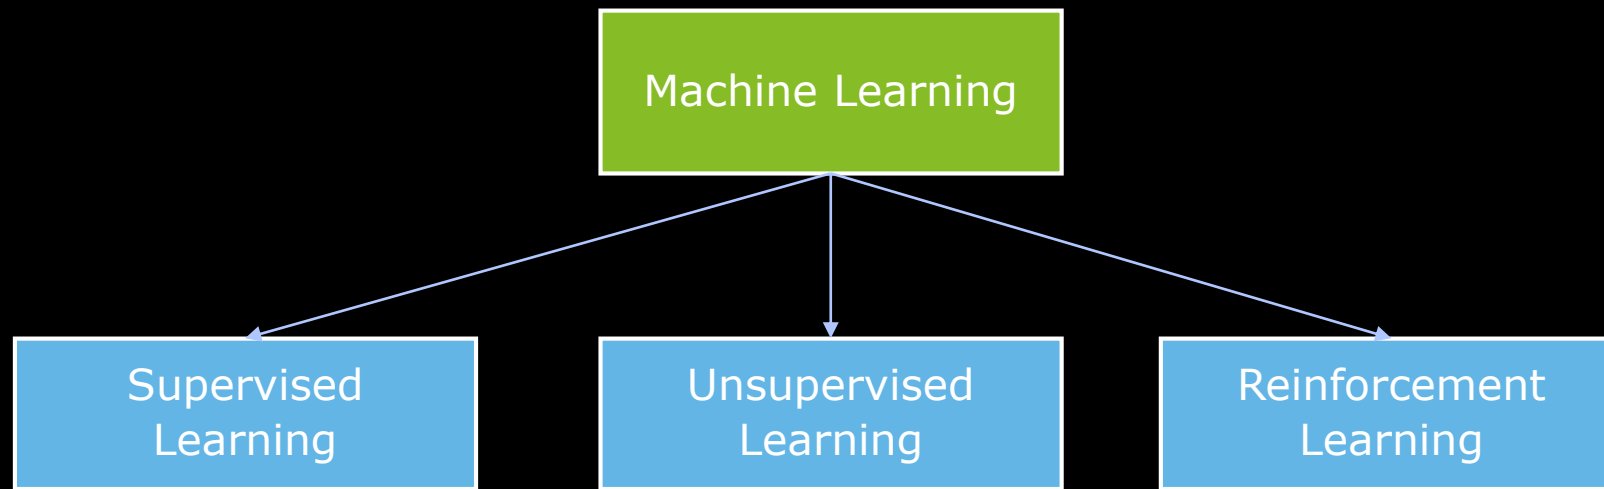 Machine Learning
Supervised
Learning
Unsupervised
Learning
Reinforcement
Learning